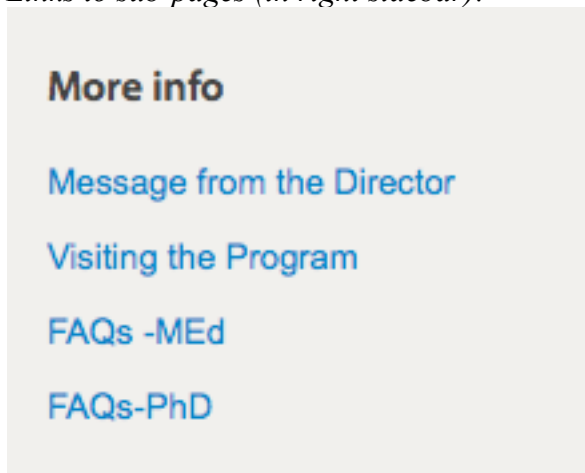 Links to sub-pages (in right sidebar):
More info
Message from the Director
Visiting the Program
FAQs -MEd
FAQs-PhD